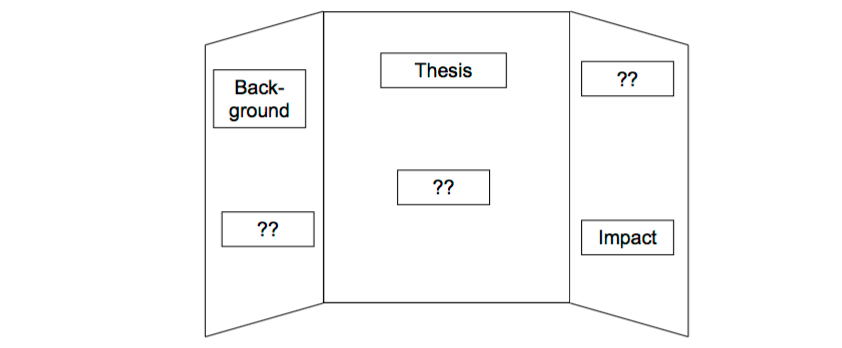 Back-
ground
??
Thesis
??
??
Impact